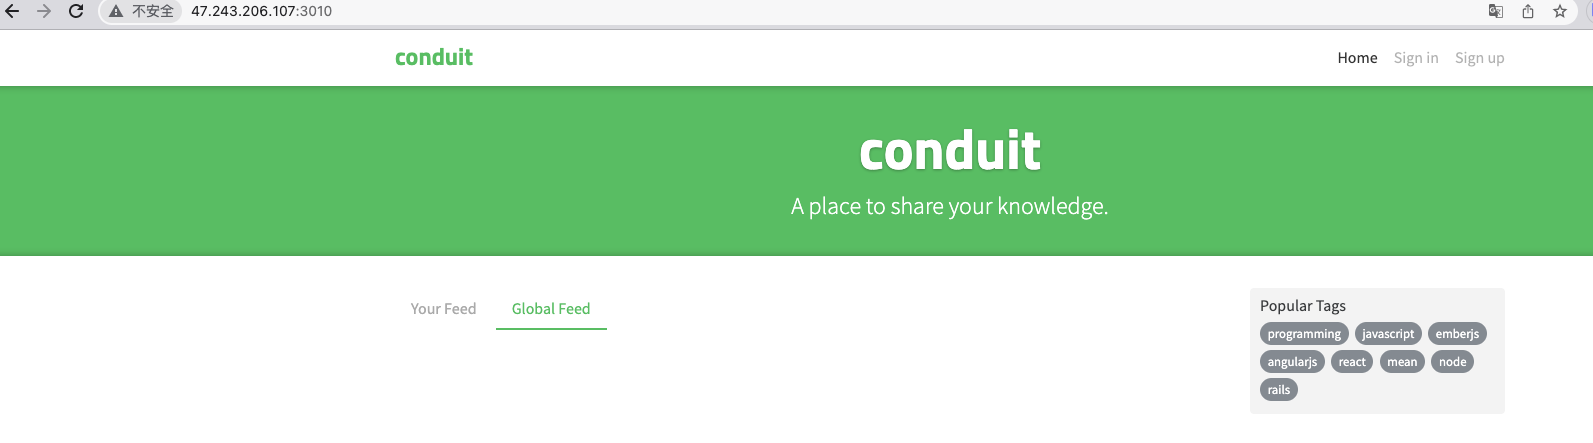 不安全 47.243.206.107:3010
conduit Home Sign in Sign up
conduit
A place to share your knowledge.
Your Feed Global Feed
Popular Tags
programming javascript emberjs
angularjs react mean node
rails